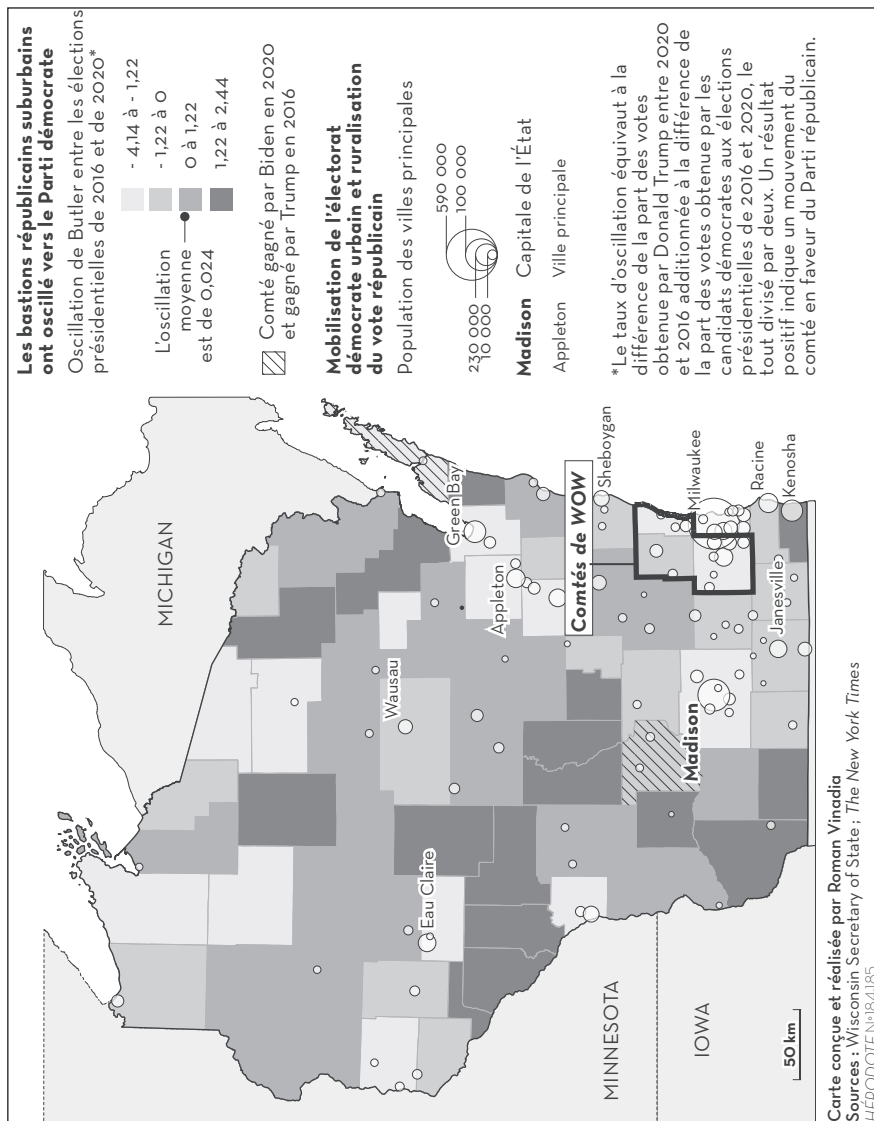 Les bastions républicains suburbains
ont oscillé vers le Parti démocrate
Oscillation de Butler entre les élections
présidentielles de 2016 et de 2020*
- 4,14 à - 1,22
- 1,22 à 0
0 à 1,22
1,22 à 2,44
L'oscillation
moyenne
est de 0,024
Comté gagné par Biden en 2020
et gagné par Trump en 2016
Mobilisation de l'électorat
démocrate urbain et ruralisation
du vote républicain
Population des villes principales
590 000
100 000
230 000
10 000
Madison Capitale de l'État
Appleton Ville principale
*Le taux d'oscillation équivaut à la
différence de la part des votes
obtenue par Donald Trump entre 2020
et 2016 additionnée à la différence de
la part des votes obtenue par les
candidats démocrates aux élections
présidentielles de 2016 et 2020, le
tout divisé par deux. Un résultat
positif indique un mouvement du
comté en faveur du Parti républicain.
MICHIGAN
Green Bay
Appleton
Wausau
Eau Claire
Comtés de WOW
Sheboygan
Milwaukee
Racine
Kenosha
Janesville
Madison
MINNESOTA
IOWA
50 km
Carte conçue et réalisée par Roman Vinadia
Sources : Wisconsin Secretary of State ; The New York Times
HÉRODOTE N°184185